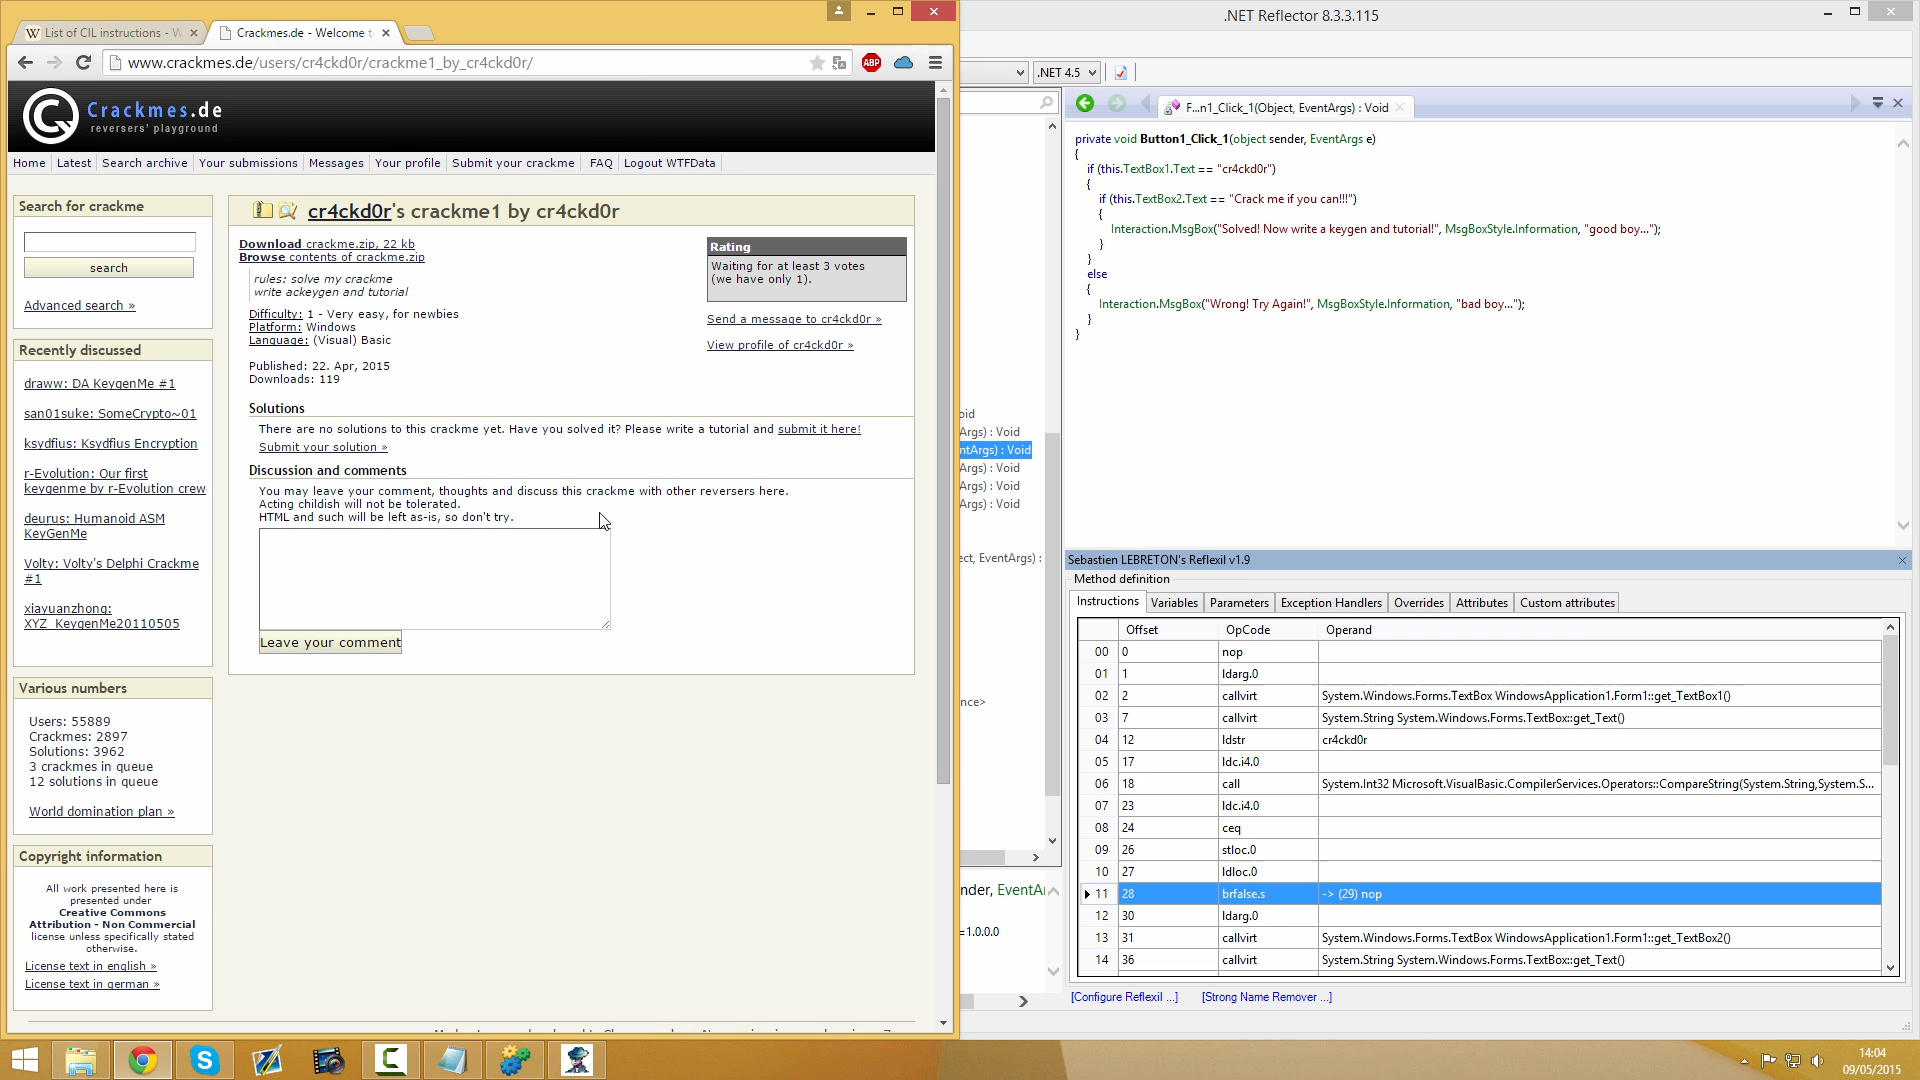 List of CIL instructions - W
Crackmes.de - Welcome t
www.crackmes.de/users/cr4ckd0r/crackme1_by_cr4ckd0r/
ABP
Crackmes.de
reversers' playground
Home
Latest
Search archive
Your submissions
Messages
Your profile
Submit your crackme
FAQ
Logout WTFData
Search for crackme
search
Advanced search »
Recently discussed
draww: DA KeygenMe #1
san01suke: SomeCrypto~01
ksydfius: Ksydfius Encryption
r-Evolution: Our first
keygenme by r-Evolution crew
deurus: Humanoid ASM
KeyGenMe
Volty: Volty's Delphi Crackme
#1
xiayuanzhong:
XYZ_KeygenMe20110505
Various numbers
Users: 55889
Crackmes: 2897
Solutions: 3962
3 crackmes in queue
12 solutions in queue
World domination plan »
Copyright information
All work presented here is
presented under
Creative Commons
Attribution - Non Commercial
license unless specifically stated
otherwise.
License text in english »
License text in german »
cr4ckd0r's crackme1 by cr4ckd0r
Download crackme.zip, 22 kb
Browse contents of crackme.zip
rules: solve my crackme
write ackeygen and tutorial
Difficulty: 1 - Very easy, for newbies
Platform: Windows
Language: (Visual) Basic
Published: 22. Apr, 2015
Downloads: 119
Rating
Waiting for at least 3 votes
(we have only 1).
Send a message to cr4ckd0r »
View profile of cr4ckd0r »
Solutions
There are no solutions to this crackme yet. Have you solved it? Please write a tutorial and submit it here!
Submit your solution »
Discussion and comments
You may leave your comment, thoughts and discuss this crackme with other reversers here.
Acting childish will not be tolerated.
HTML and such will be left as-is, so don't try.
Leave your comment
.NET Reflector 8.3.3.115
.NET 4.5
F...n1_Click_1(Object, EventArgs) : Void
private void Button1_Click_1(object sender, EventArgs e)
{
if (this.TextBox1.Text == "cr4ckd0r")
{
if (this.TextBox2.Text == "Crack me if you can!!!")
{
Interaction.MsgBox("Solved! Now write a keygen and tutorial!", MsgBoxStyle.Information, "good boy...");
}
}
else
{
Interaction.MsgBox("Wrong! Try Again!", MsgBoxStyle.Information, "bad boy...");
}
}
oid
Args) : Void
ntArgs) : Void
Args) : Void
Args) : Void
Args) : Void
ect, EventArgs) :
nce>
nder, EventAr
=1.0.0.0
Sebastien LEBRETON's Reflexil v1.9
Method definition
Instructions
Variables
Parameters
Exception Handlers
Overrides
Attributes
Custom attributes
Offset OpCode Operand
00 0 nop
01 1 ldarg.0
02 2 callvirt System.Windows.Forms.TextBox WindowsApplication1.Form1::get_TextBox1()
03 7 callvirt System.String System.Windows.Forms.TextBox::get_Text()
04 12 ldstr cr4ckd0r
05 17 ldc.i4.0
06 18 call System.Int32 Microsoft.VisualBasic.CompilerServices.Operators::CompareString(System.String,System.S...
07 23 ldc.i4.0
08 24 ceq
09 26 stloc.0
10 27 ldloc.0
11 28 brfalse.s -> (29) nop
12 30 ldarg.0
13 31 callvirt System.Windows.Forms.TextBox WindowsApplication1.Form1::get_TextBox2()
14 36 callvirt System.String System.Windows.Forms.TextBox::get_Text()
[Configure Reflexil ...]
[Strong Name Remover ...]
14:04
09/05/2015